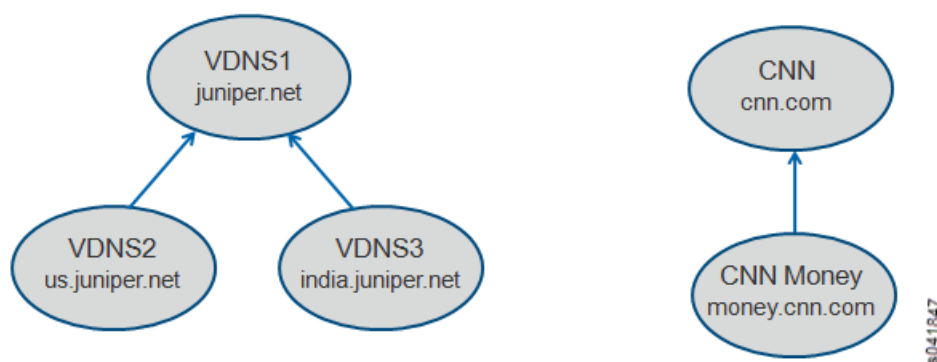 VDNS1
juniper.net
CNN
cnn.com
VDNS2
us.juniper.net
VDNS3
india.juniper.net
CNN Money
money.cnn.com
s041847